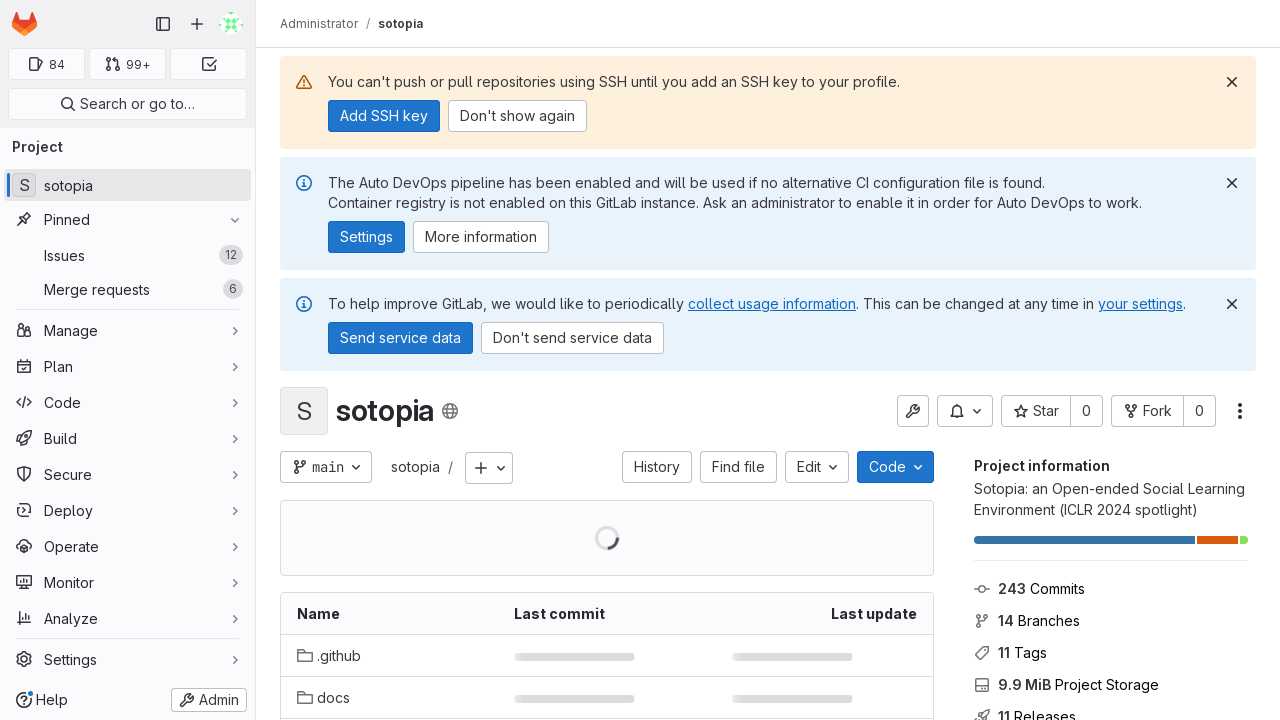 Administrator / sotopia
84
99+
Search or go to…
Project
S sotopia
Pinned
Issues 12
Merge requests 6
Manage
Plan
Code
Build
Secure
Deploy
Operate
Monitor
Analyze
Settings
Help
Admin
You can't push or pull repositories using SSH until you add an SSH key to your profile.
Add SSH key Don't show again
The Auto DevOps pipeline has been enabled and will be used if no alternative CI configuration file is found.
Container registry is not enabled on this GitLab instance. Ask an administrator to enable it in order for Auto DevOps to work.
Settings More information
To help improve GitLab, we would like to periodically collect usage information. This can be changed at any time in your settings.
Send service data Don't send service data
S sotopia
Star 0 Fork 0
main sotopia /
History Find file Edit Code
Name Last commit Last update
.github
docs
Project information
Sotopia: an Open-ended Social Learning
Environment (ICLR 2024 spotlight)
243 Commits
14 Branches
11 Tags
9.9 MiB Project Storage
11 Releases